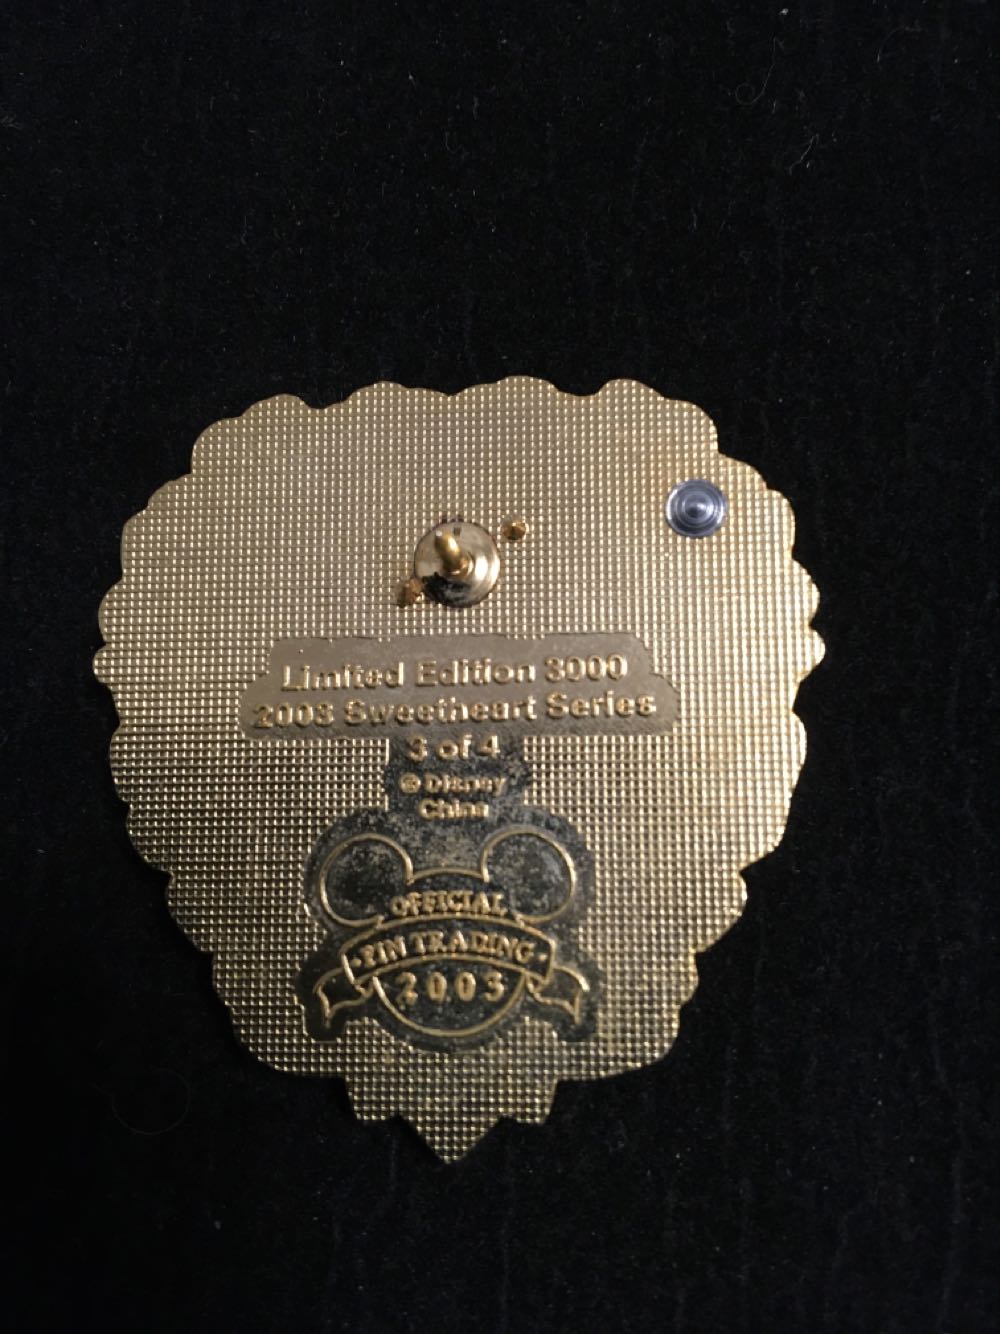 Limited Edition 3000
2003 Sweetheart Series
3 of 4
© Disney
China
OFFICIAL
· PIN TRADING ·
2003